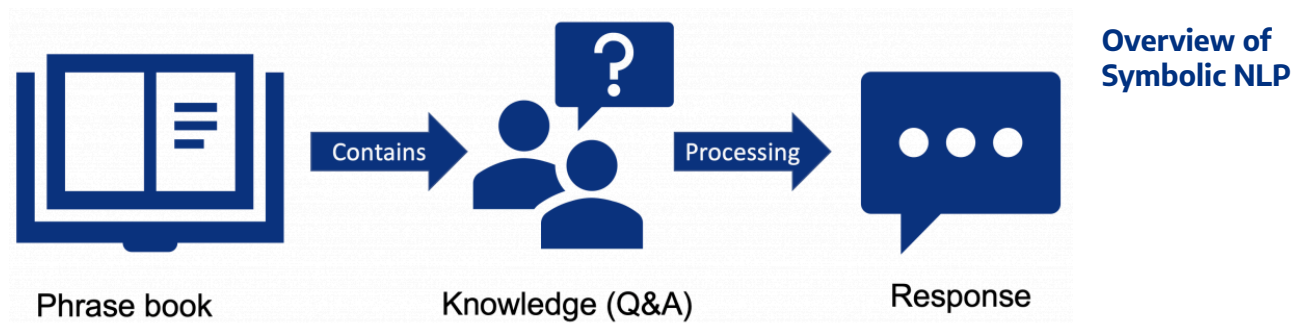 Overview of
Symbolic NLP
?
Contains
Processing
Phrase book
Knowledge (Q&A)
Response